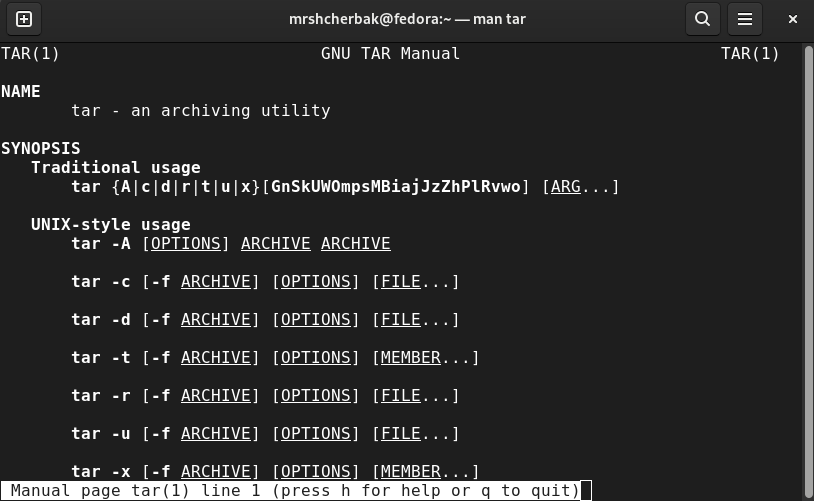 mrshcherbak@fedora:~ — man tar
TAR(1) GNU TAR Manual TAR(1)
NAME
tar - an archiving utility
SYNOPSIS
Traditional usage
tar {A|c|d|r|t|u|x}[GnSkUWOmpsMBiajJzZhPlRvwo] [ARG...]
UNIX-style usage
tar -A [OPTIONS] ARCHIVE ARCHIVE
tar -c [-f ARCHIVE] [OPTIONS] [FILE...]
tar -d [-f ARCHIVE] [OPTIONS] [FILE...]
tar -t [-f ARCHIVE] [OPTIONS] [MEMBER...]
tar -r [-f ARCHIVE] [OPTIONS] [FILE...]
tar -u [-f ARCHIVE] [OPTIONS] [FILE...]
tar -x [-f ARCHIVE] [OPTIONS] [MEMBER...]
Manual page tar(1) line 1 (press h for help or q to quit)